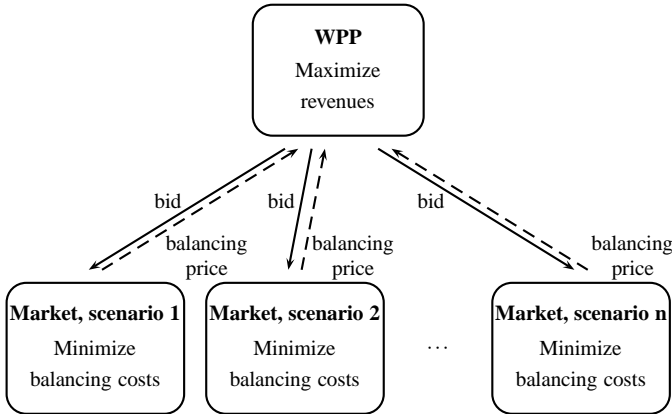 WPP
Maximize
revenues
bid
bid
bid
balancing
price
balancing
price
balancing
price
Market, scenario 1
Minimize
balancing costs
Market, scenario 2
Minimize
balancing costs
...
Market, scenario n
Minimize
balancing costs